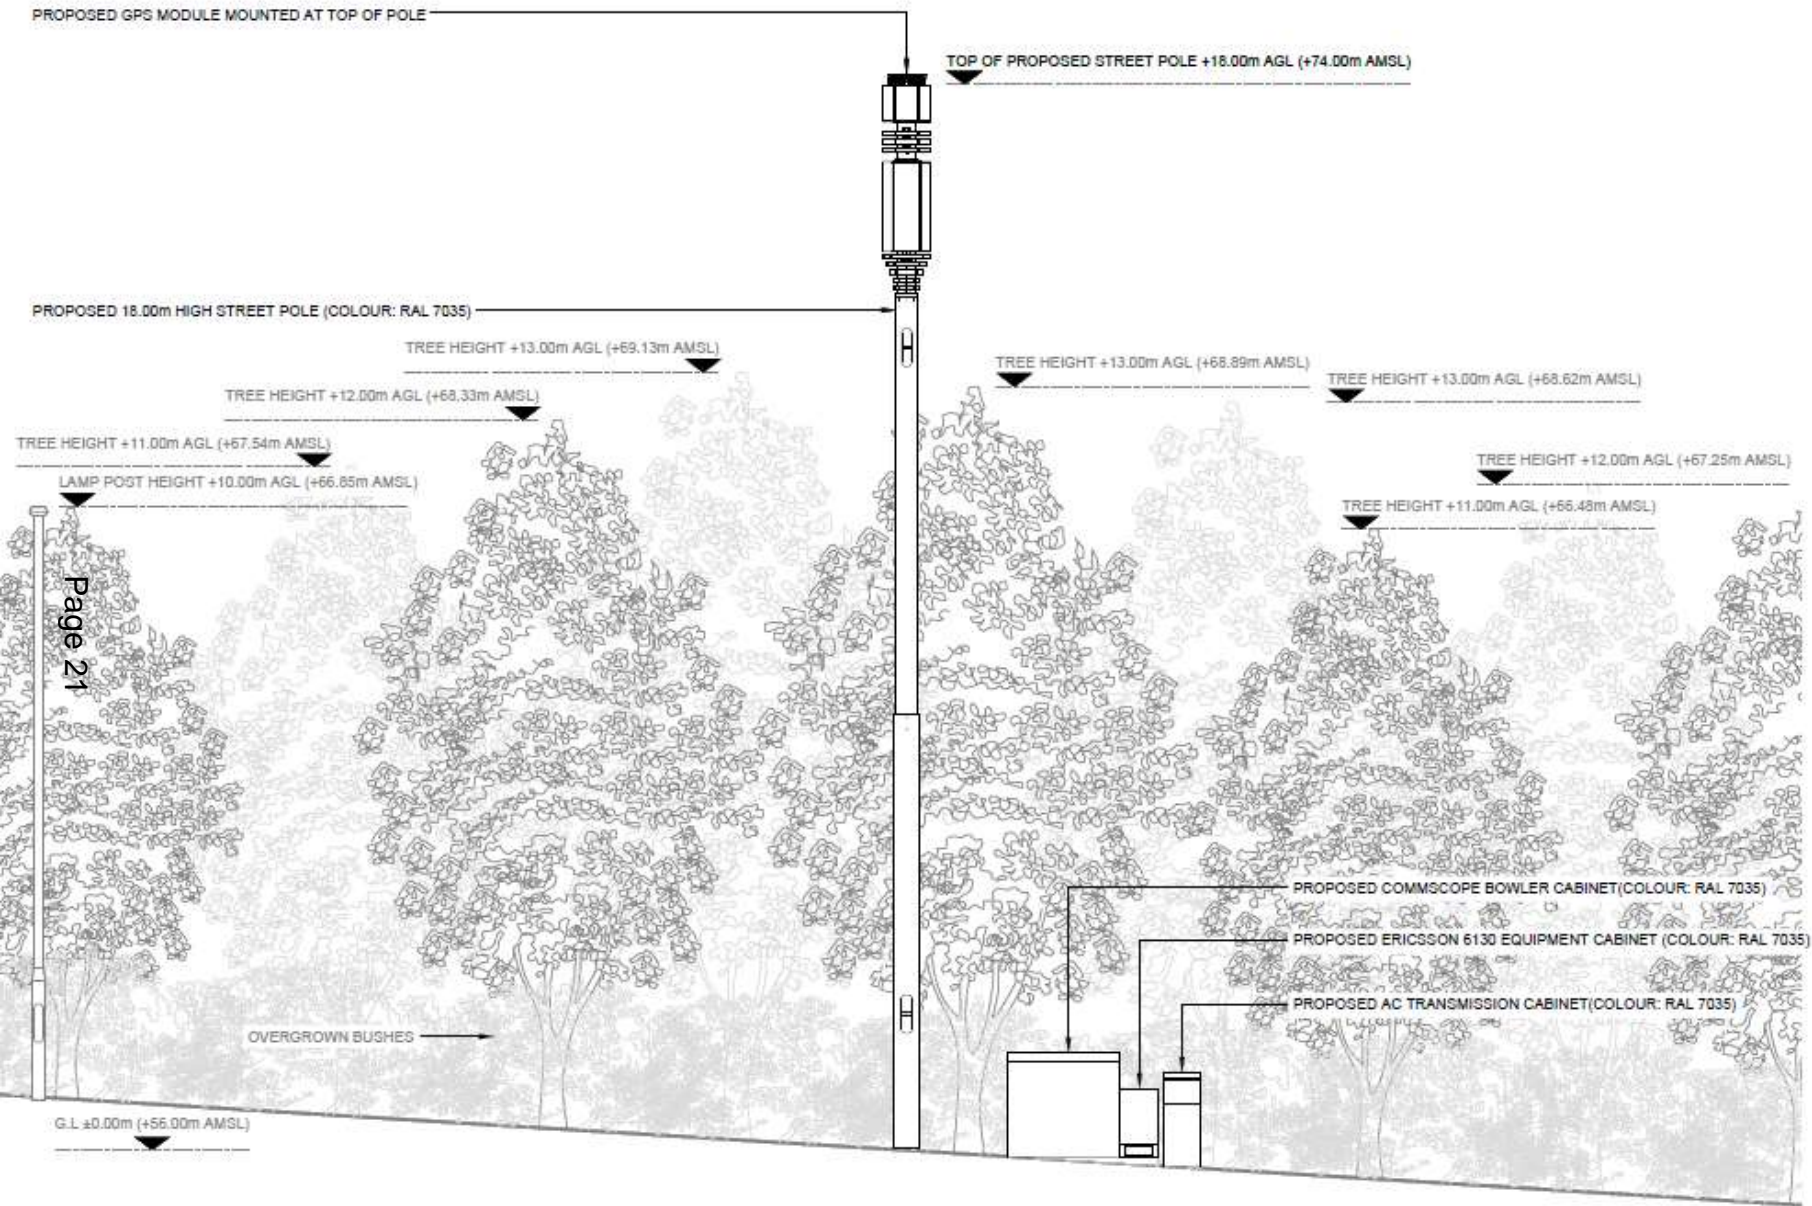 PROPOSED GPS MODULE MOUNTED AT TOP OF POLE
TOP OF PROPOSED STREET POLE +18.00m AGL (+74.00m AMSL)
PROPOSED 18.00m HIGH STREET POLE (COLOUR: RAL 7035)
TREE HEIGHT +13.00m AGL (+69.13m AMSL)
TREE HEIGHT +13.00m AGL (+68.89m AMSL)
TREE HEIGHT +13.00m AGL (+68.62m AMSL)
TREE HEIGHT +12.00m AGL (+68.33m AMSL)
TREE HEIGHT +11.00m AGL (+67.54m AMSL)
TREE HEIGHT +12.00m AGL (+67.25m AMSL)
LAMP POST HEIGHT +10.00m AGL (+66.85m AMSL)
TREE HEIGHT +11.00m AGL (+66.48m AMSL)
Page 21
PROPOSED COMMSCOPE BOWLER CABINET(COLOUR: RAL 7035)
PROPOSED ERICSSON 6130 EQUIPMENT CABINET (COLOUR: RAL 7035)
PROPOSED AC TRANSMISSION CABINET(COLOUR: RAL 7035)
OVERGROWN BUSHES
G.L ±0.00m (+56.00m AMSL)